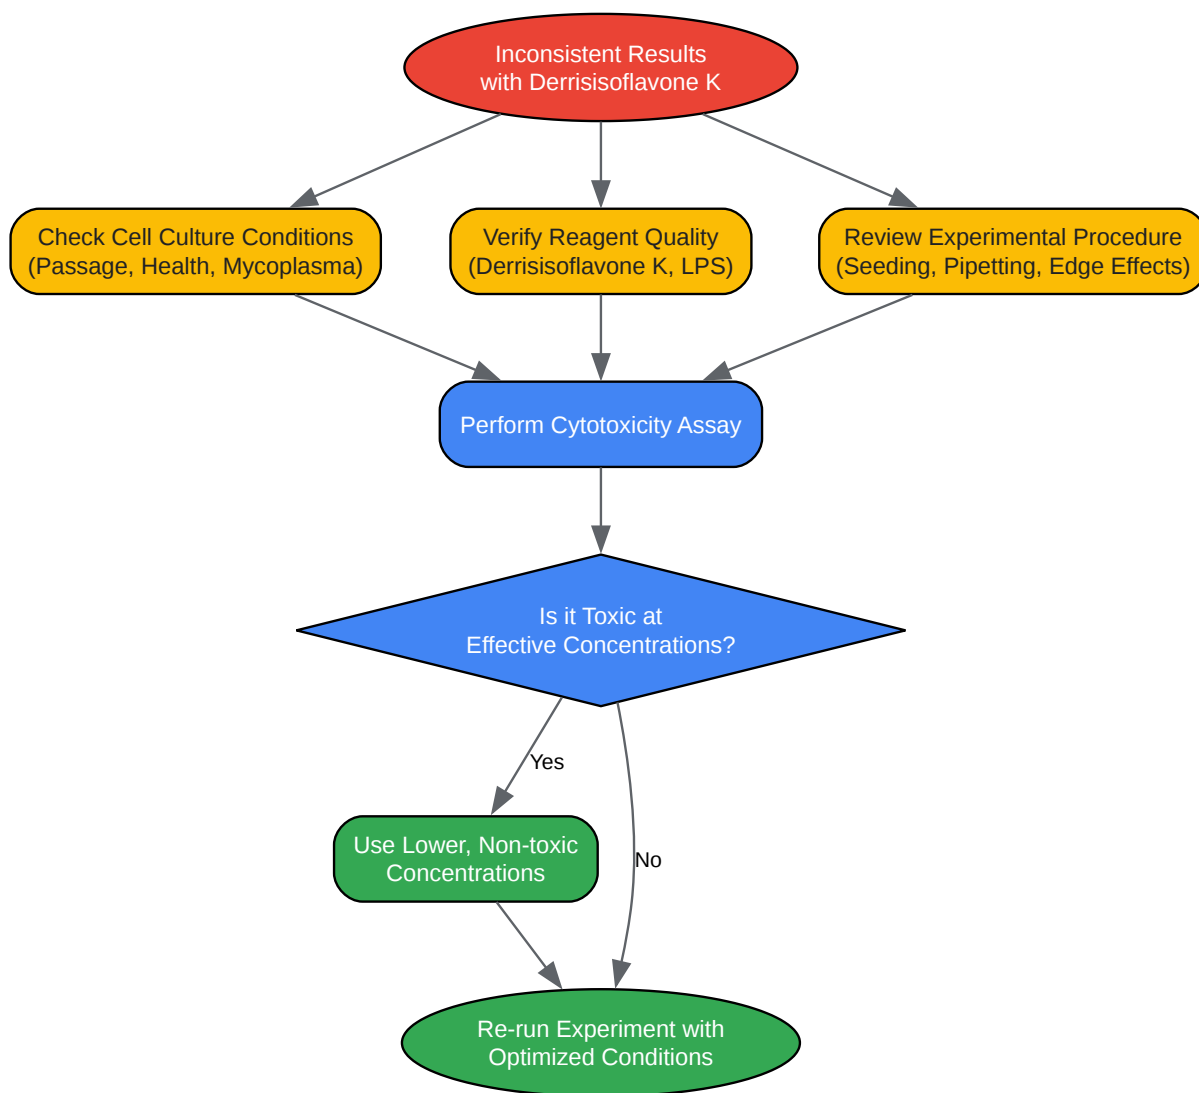 Inconsistent Results
with Derrisisoflavone K
Check Cell Culture Conditions
(Passage, Health, Mycoplasma)
Verify Reagent Quality
(Derrisisoflavone K, LPS)
Review Experimental Procedure
(Seeding, Pipetting, Edge Effects)
Perform Cytotoxicity Assay
Is it Toxic at
Effective Concentrations?
Yes
Use Lower, Non-toxic
Concentrations
No
Re-run Experiment with
Optimized Conditions